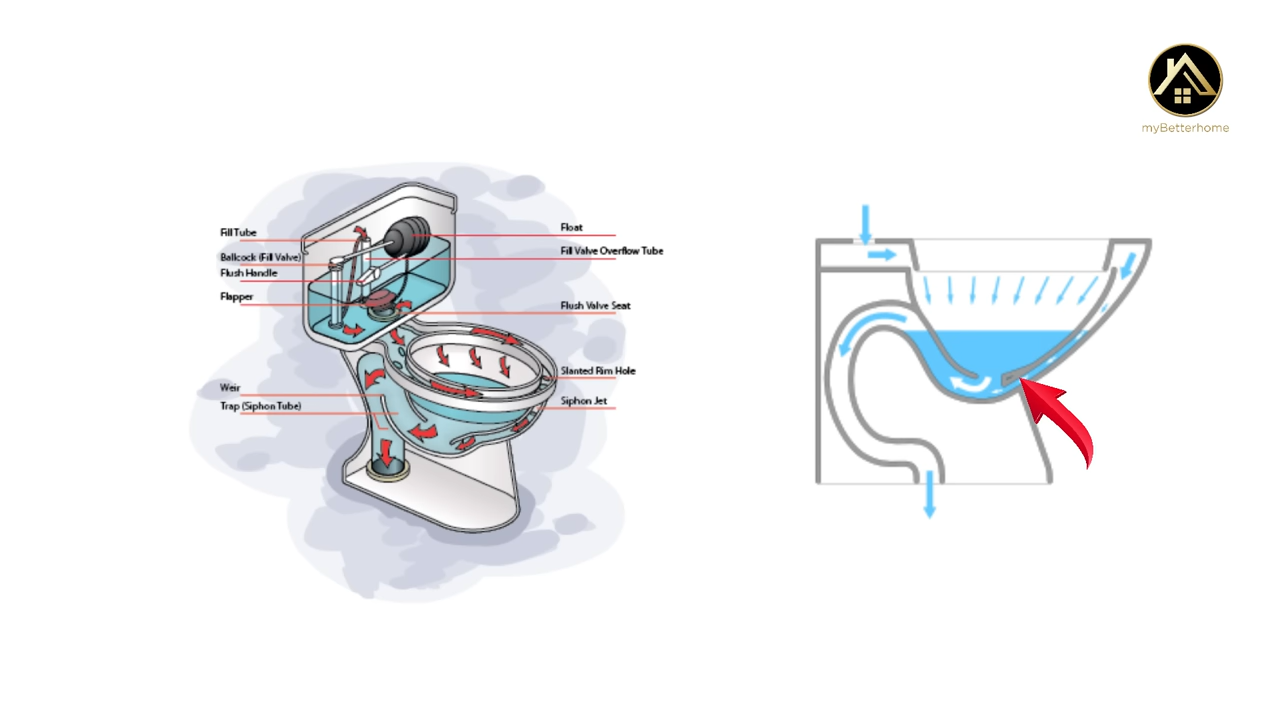 myBetterhome
Fill Tube
Ballcock (Fill Valve)
Flush Handle
Flapper
Weir
Trap (Siphon Tube)
Float
Fill Valve Overflow Tube
Flush Valve Seat
Slanted Rim Hole
Siphon Jet